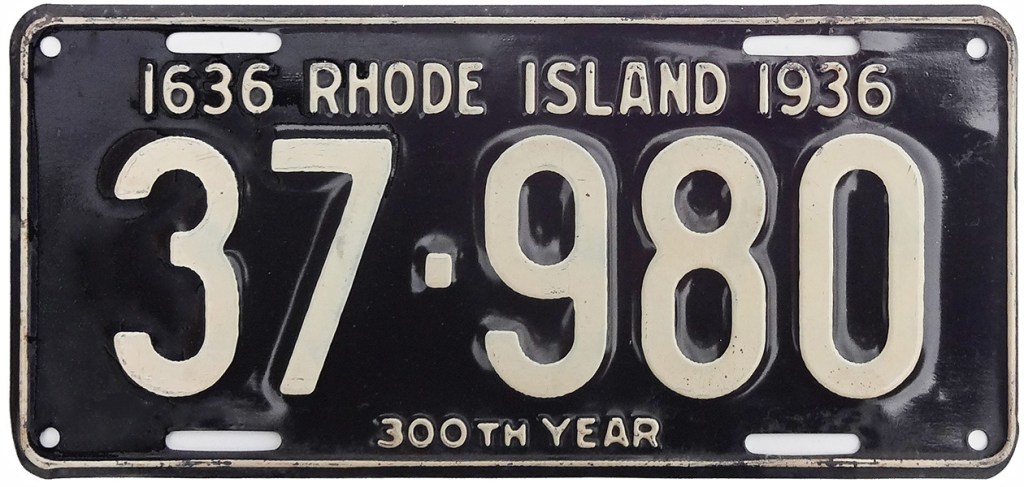 1636 RHODE ISLAND 1936
37·980
300TH YEAR